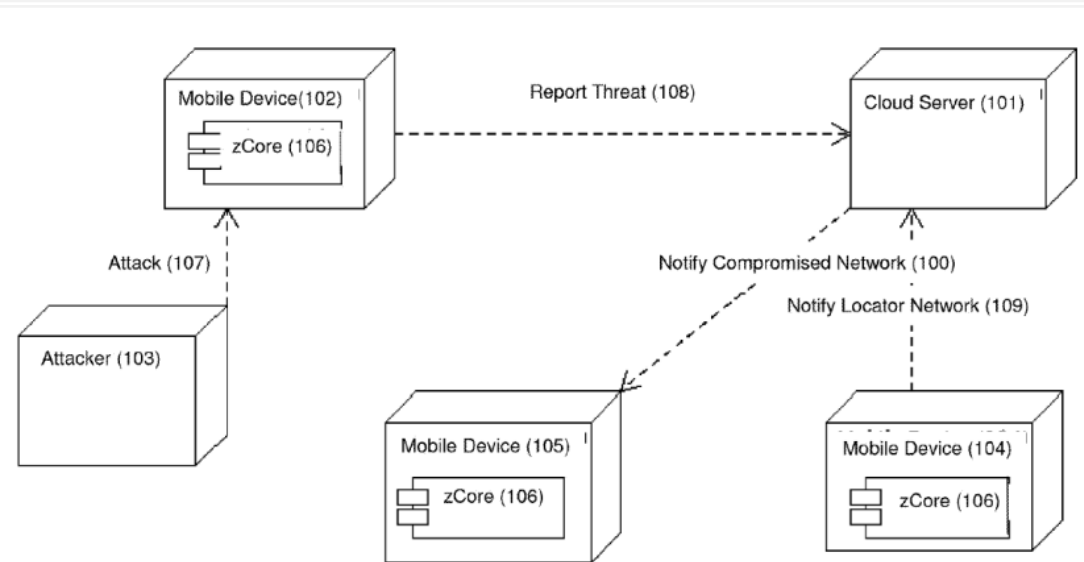 Mobile Device(102)
zCore (106)
Report Threat (108)
Cloud Server (101)
Attack (107)
Notify Compromised Network (100)
Notify Locator Network (109)
Attacker (103)
Mobile Device (105)
zCore (106)
Mobile Device (104)
zCore (106)